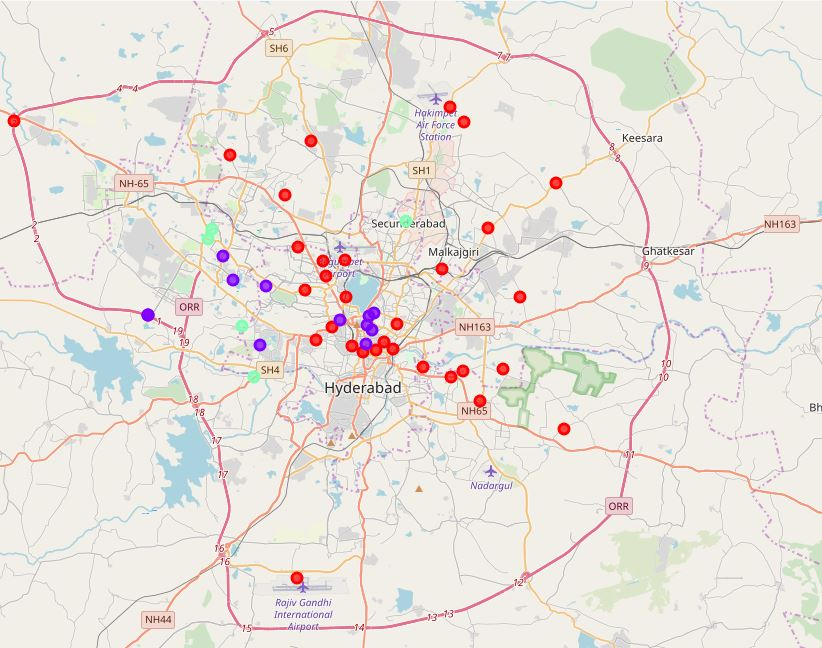 5
SH6
7 7
4 4
Hakimpet
Air Force
Station
Keesara
8
8
SH1
NH-65
Secunderabad
NH163
2
2
Malkajgiri
Ghatkesar
9
ORR
1
19
19
NH163
10
10
SH4
Hyderabad
18
18
NH65
Bh
17
11
17
Nadargul
ORR
16
16
12
Rajiv Gandhi
International
Airport
NH44
15
14
13 13